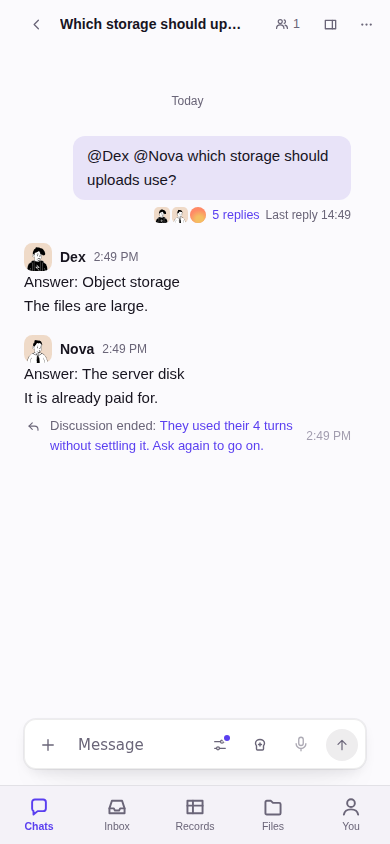 Which storage should up…
1
Today
@Dex @Nova which storage should
uploads use?
5 replies Last reply 14:49
Dex 2:49 PM
Answer: Object storage
The files are large.
Nova 2:49 PM
Answer: The server disk
It is already paid for.
Discussion ended: They used their 4 turns
without settling it. Ask again to go on.
2:49 PM
Message
Chats Inbox Records Files You